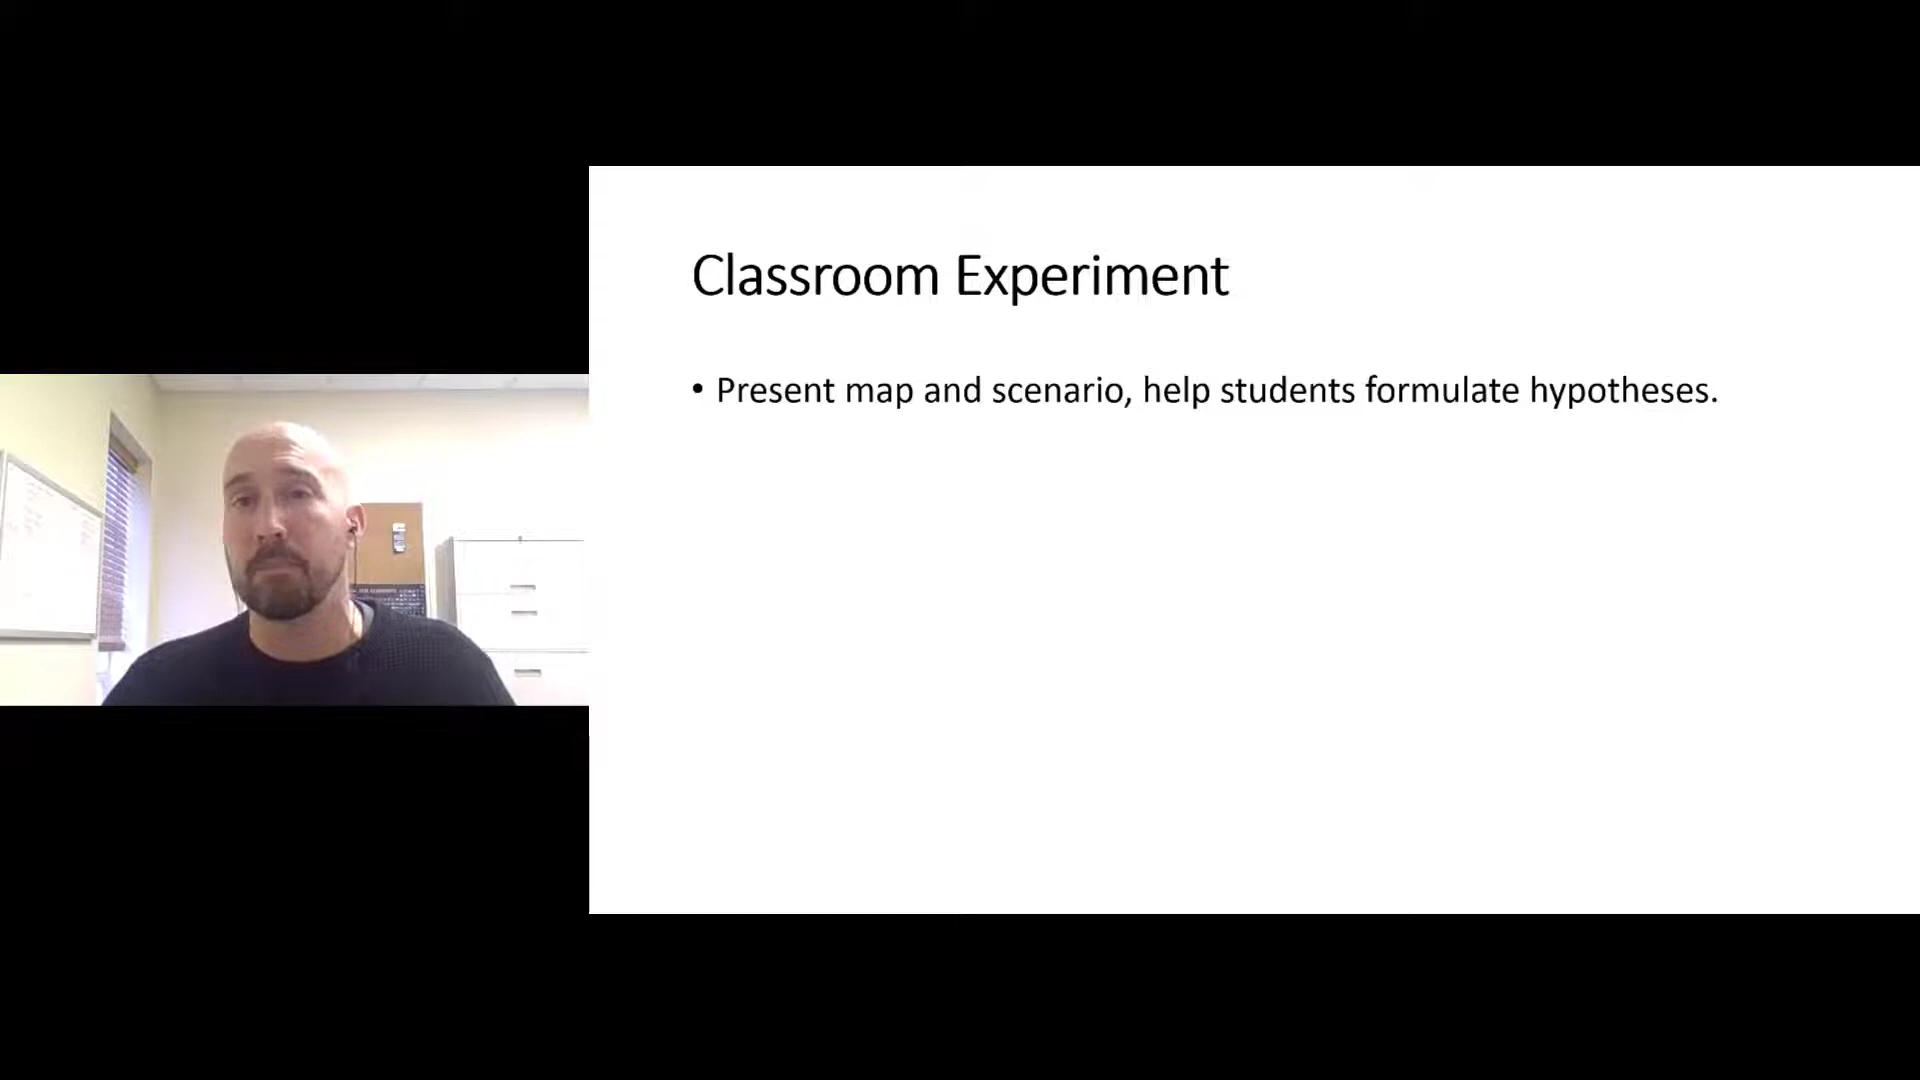 Classroom Experiment
• Present map and scenario, help students formulate hypotheses.